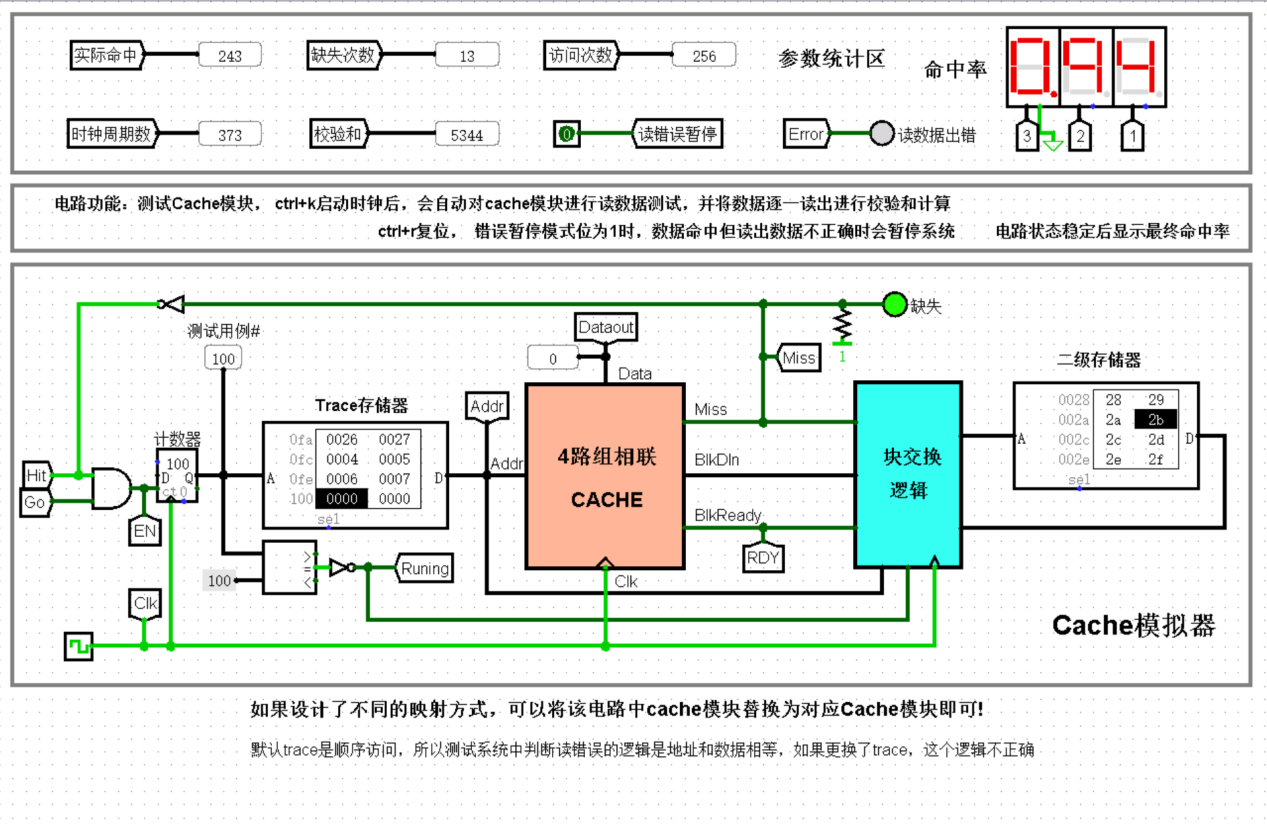 实际命中 243 缺失次数 13 访问次数 256 参数统计区 命中率 0.94
时钟周期数 373 校验和 5344 0 读错误暂停 Error 读数据出错 3 2 1
电路功能：测试Cache模块， ctrl+k启动时钟后，会自动对cache模块进行读数据测试，并将数据逐一读出进行校验和计算
ctrl+r复位， 错误暂停模式位为1时，数据命中但读出数据不正确时会暂停系统 电路状态稳定后显示最终命中率
缺失
测试用例#
100
Dataout
0
Data
Miss
1
二级存储器
Trace存储器
Addr
计数器
Hit
Go
100
D Q
ct0
EN
A
0fa 0026 0027
0fc 0004 0005
0fe 0006 0007
100 0000 0000
D
sel
Addr
4路组相联
CACHE
Miss
BlkDIn
BlkReady
Clk
RDY
块交换
逻辑
A
0028 28 29
002a 2a 2b
002c 2c 2d
002e 2e 2f
D
sel
100
>
=
<
Runing
Clk
Cache模拟器
如果设计了不同的映射方式，可以将该电路中cache模块替换为对应Cache模块即可!
默认trace是顺序访问，所以测试系统中判断读错误的逻辑是地址和数据相等，如果更换了trace，这个逻辑不正确